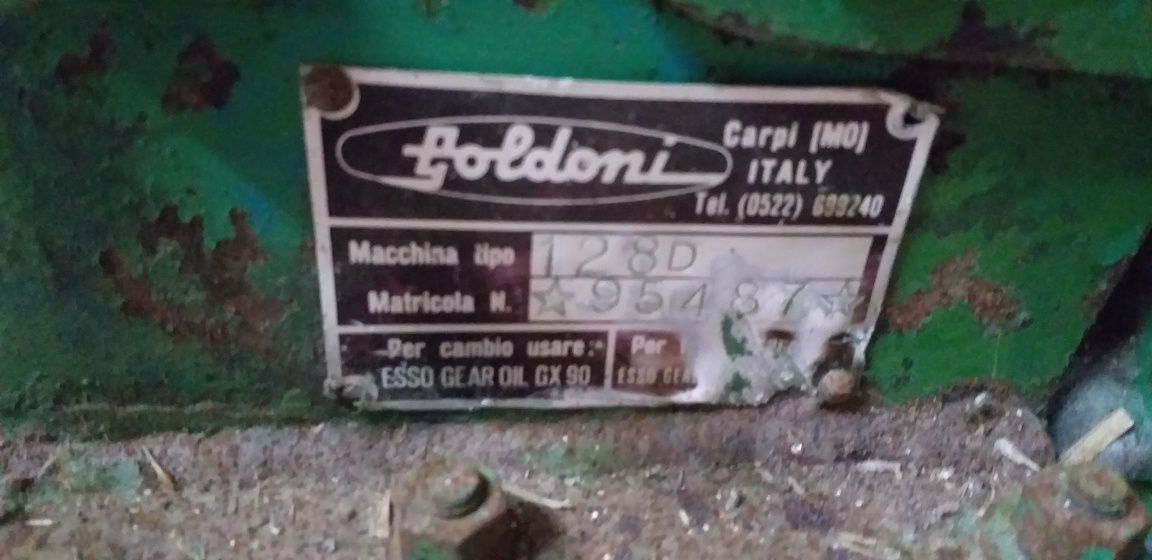 Goldoni
Carpi [MO]
ITALY
Tel. (0522) 699240
Macchina tipo 128D
Matricola N. ☆95487☆
Per cambio usare:
ESSO GEAR OIL GX 90
Per
ESSO